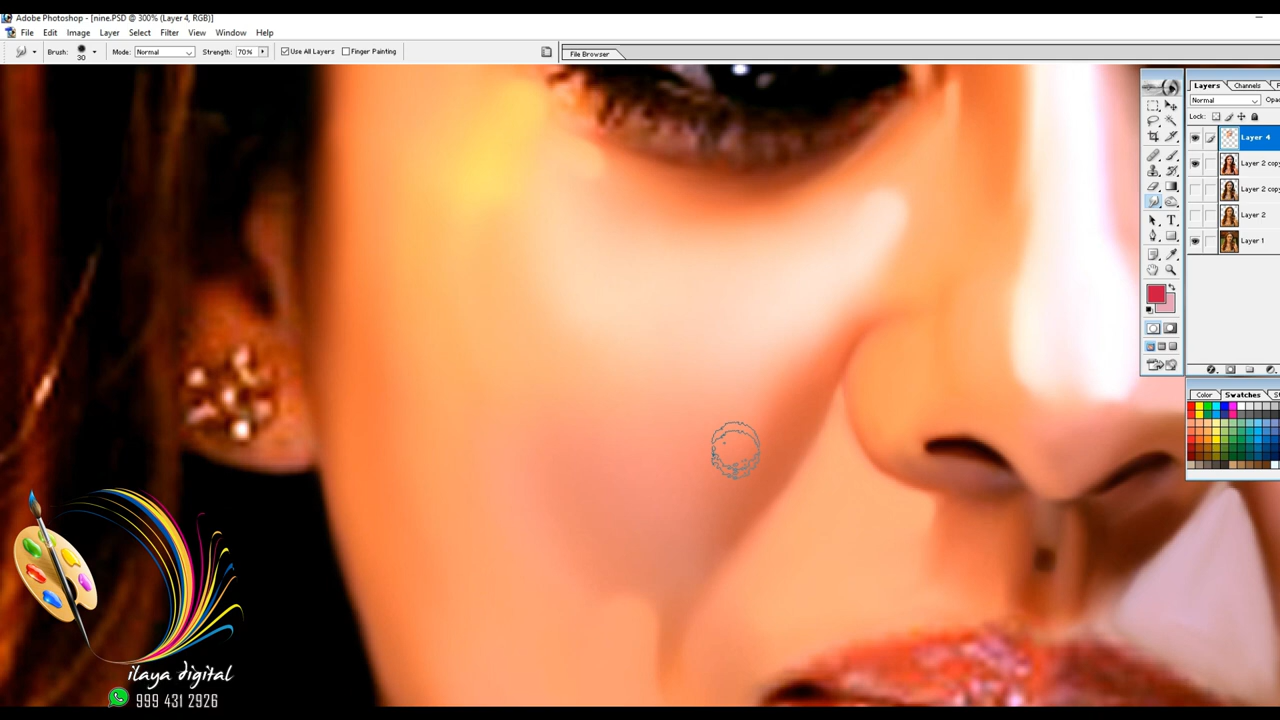 Adobe Photoshop - [nine.PSD @ 300% (Layer 4, RGB)]
File Edit Image Layer Select Filter View Window Help
Brush: 30 Mode: Normal Strength: 70% Use All Layers Finger Painting File Browser
Layers Channels
Normal
Lock:
Layer 4
Layer 2 copy
Layer 2 copy
Layer 2
Layer 1
Color Swatches
ilaya digital
999 431 2926